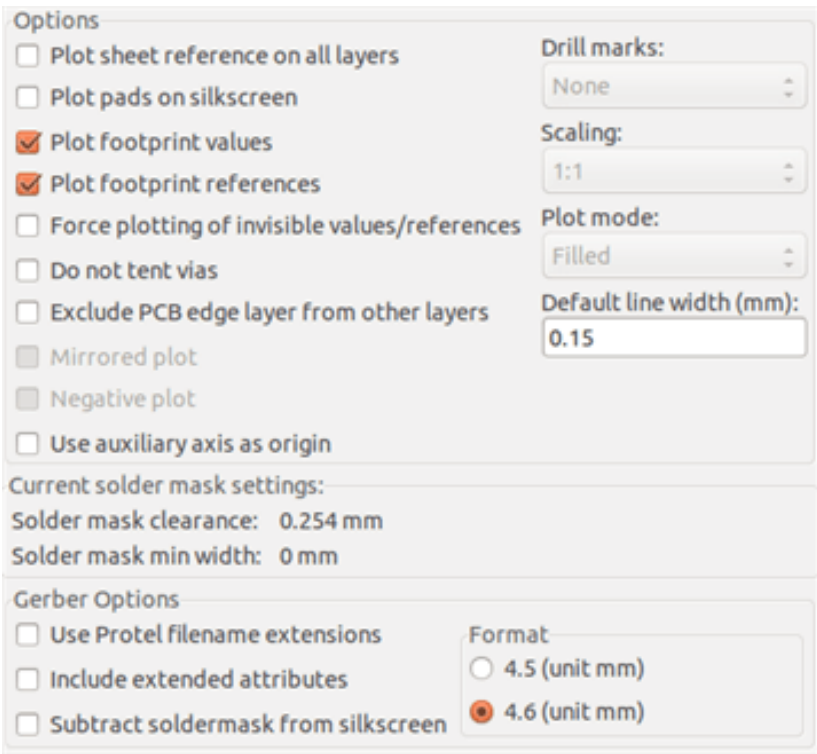 Options
Plot sheet reference on all layers
Plot pads on silkscreen
Plot footprint values
Plot footprint references
Force plotting of invisible values/references
Do not tent vias
Exclude PCB edge layer from other layers
Mirrored plot
Negative plot
Use auxiliary axis as origin
Drill marks:
None
Scaling:
1:1
Plot mode:
Filled
Default line width (mm):
0.15
Current solder mask settings:
Solder mask clearance: 0.254 mm
Solder mask min width: 0 mm
Gerber Options
Use Protel filename extensions
Include extended attributes
Subtract soldermask from silkscreen
Format
4.5 (unit mm)
4.6 (unit mm)